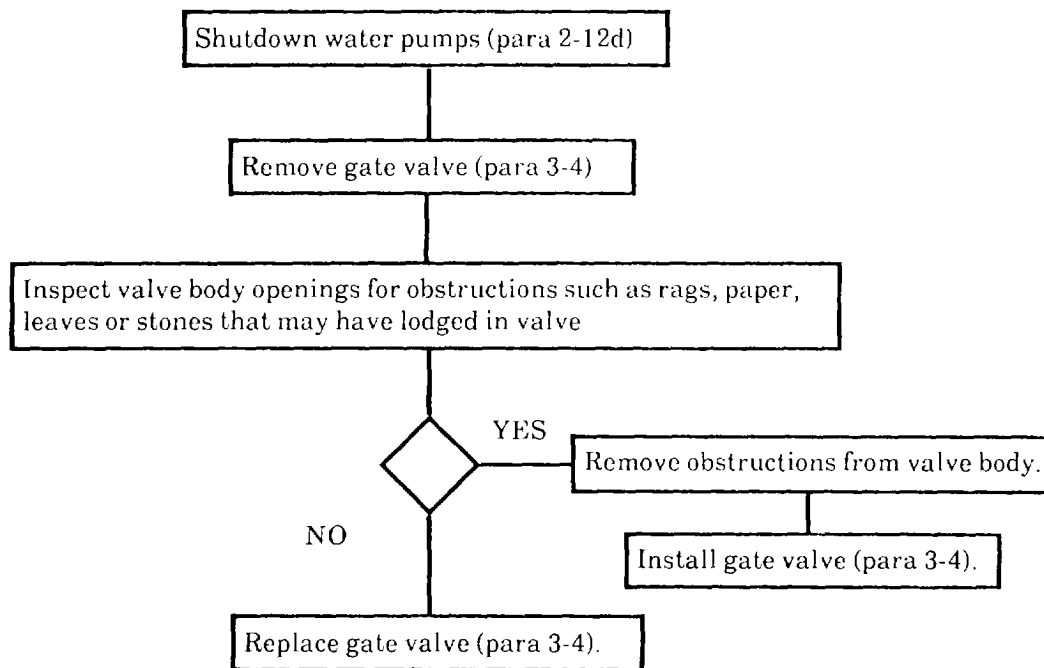 Shutdown water pumps (para 2-12d)
Remove gate valve (para 3-4)
Inspect valve body openings for obstructions such as rags, paper,
leaves or stones that may have lodged in valve
YES
Remove obstructions from valve body.
NO
Install gate valve (para 3-4).
Replace gate valve (para 3-4).